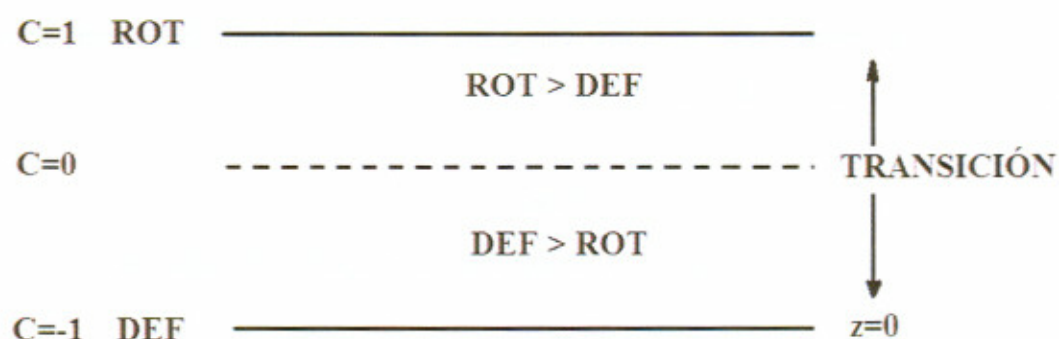 C=1 ROT
ROT > DEF
C=0 TRANSICIÓN
DEF > ROT
C=-1 DEF z=0